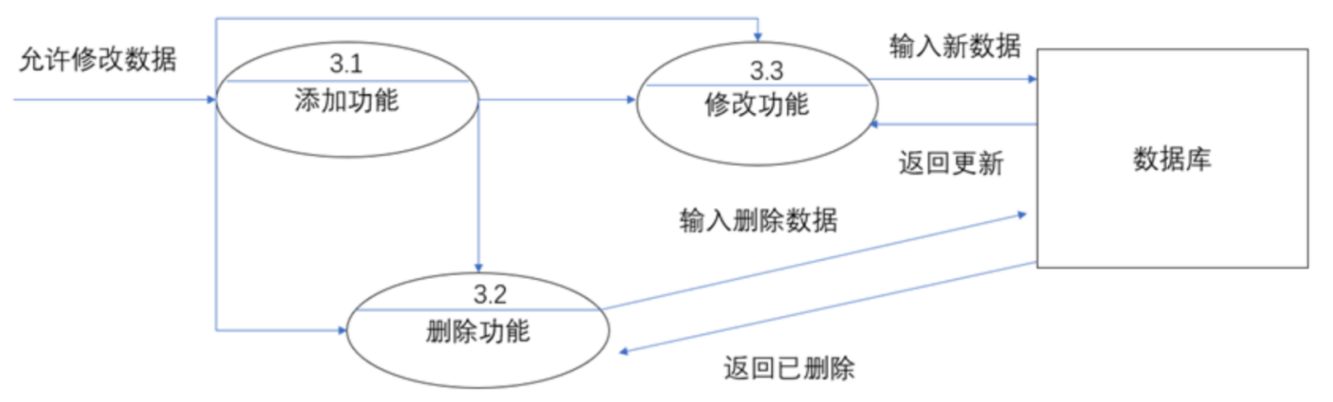 允许修改数据
3.1
添加功能
3.3
修改功能
输入新数据
返回更新
数据库
输入删除数据
3.2
删除功能
返回已删除